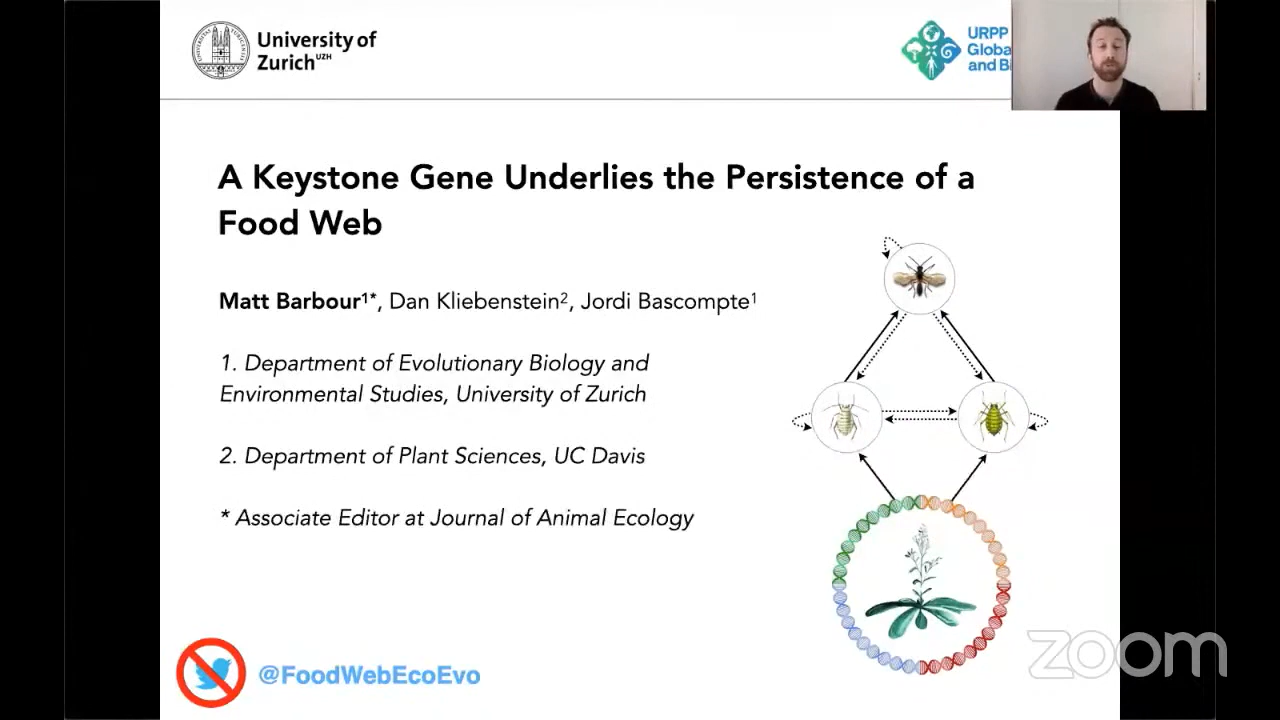 University of
Zurich UZH
URPP
Globa
and Bi
A Keystone Gene Underlies the Persistence of a
Food Web
Matt Barbour1*, Dan Kliebenstein2, Jordi Bascompte1
1. Department of Evolutionary Biology and
Environmental Studies, University of Zurich
2. Department of Plant Sciences, UC Davis
* Associate Editor at Journal of Animal Ecology
@FoodWebEcoEvo
zoom